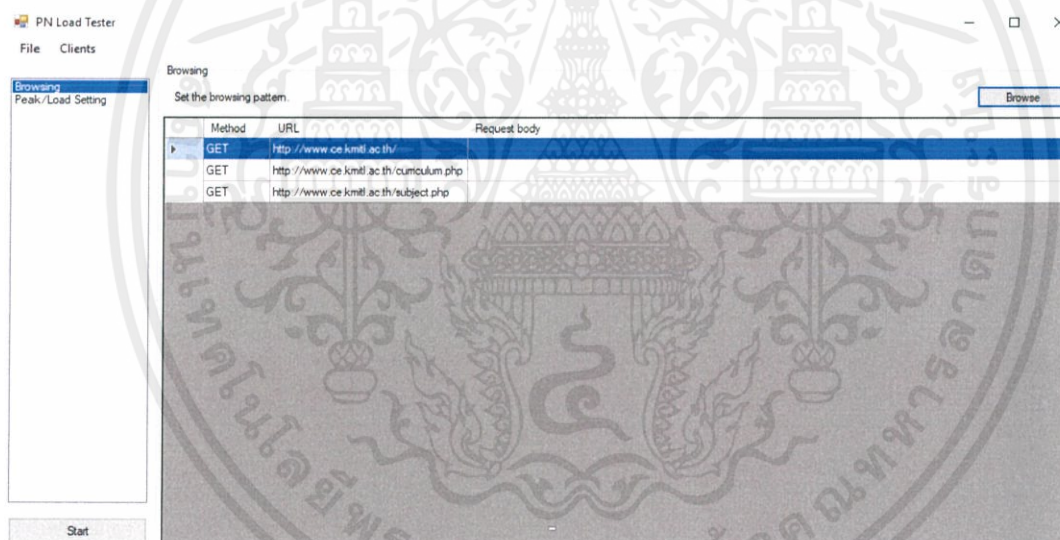 PN Load Tester
File Clients
Browsing
Peak/Load Setting
Browsing
Set the browsing pattern.
Browse
Method URL Request body
GET http://www.ce.kmitl.ac.th/
GET http://www.ce.kmitl.ac.th/curriculum.php
GET http://www.ce.kmitl.ac.th/subject.php
Start